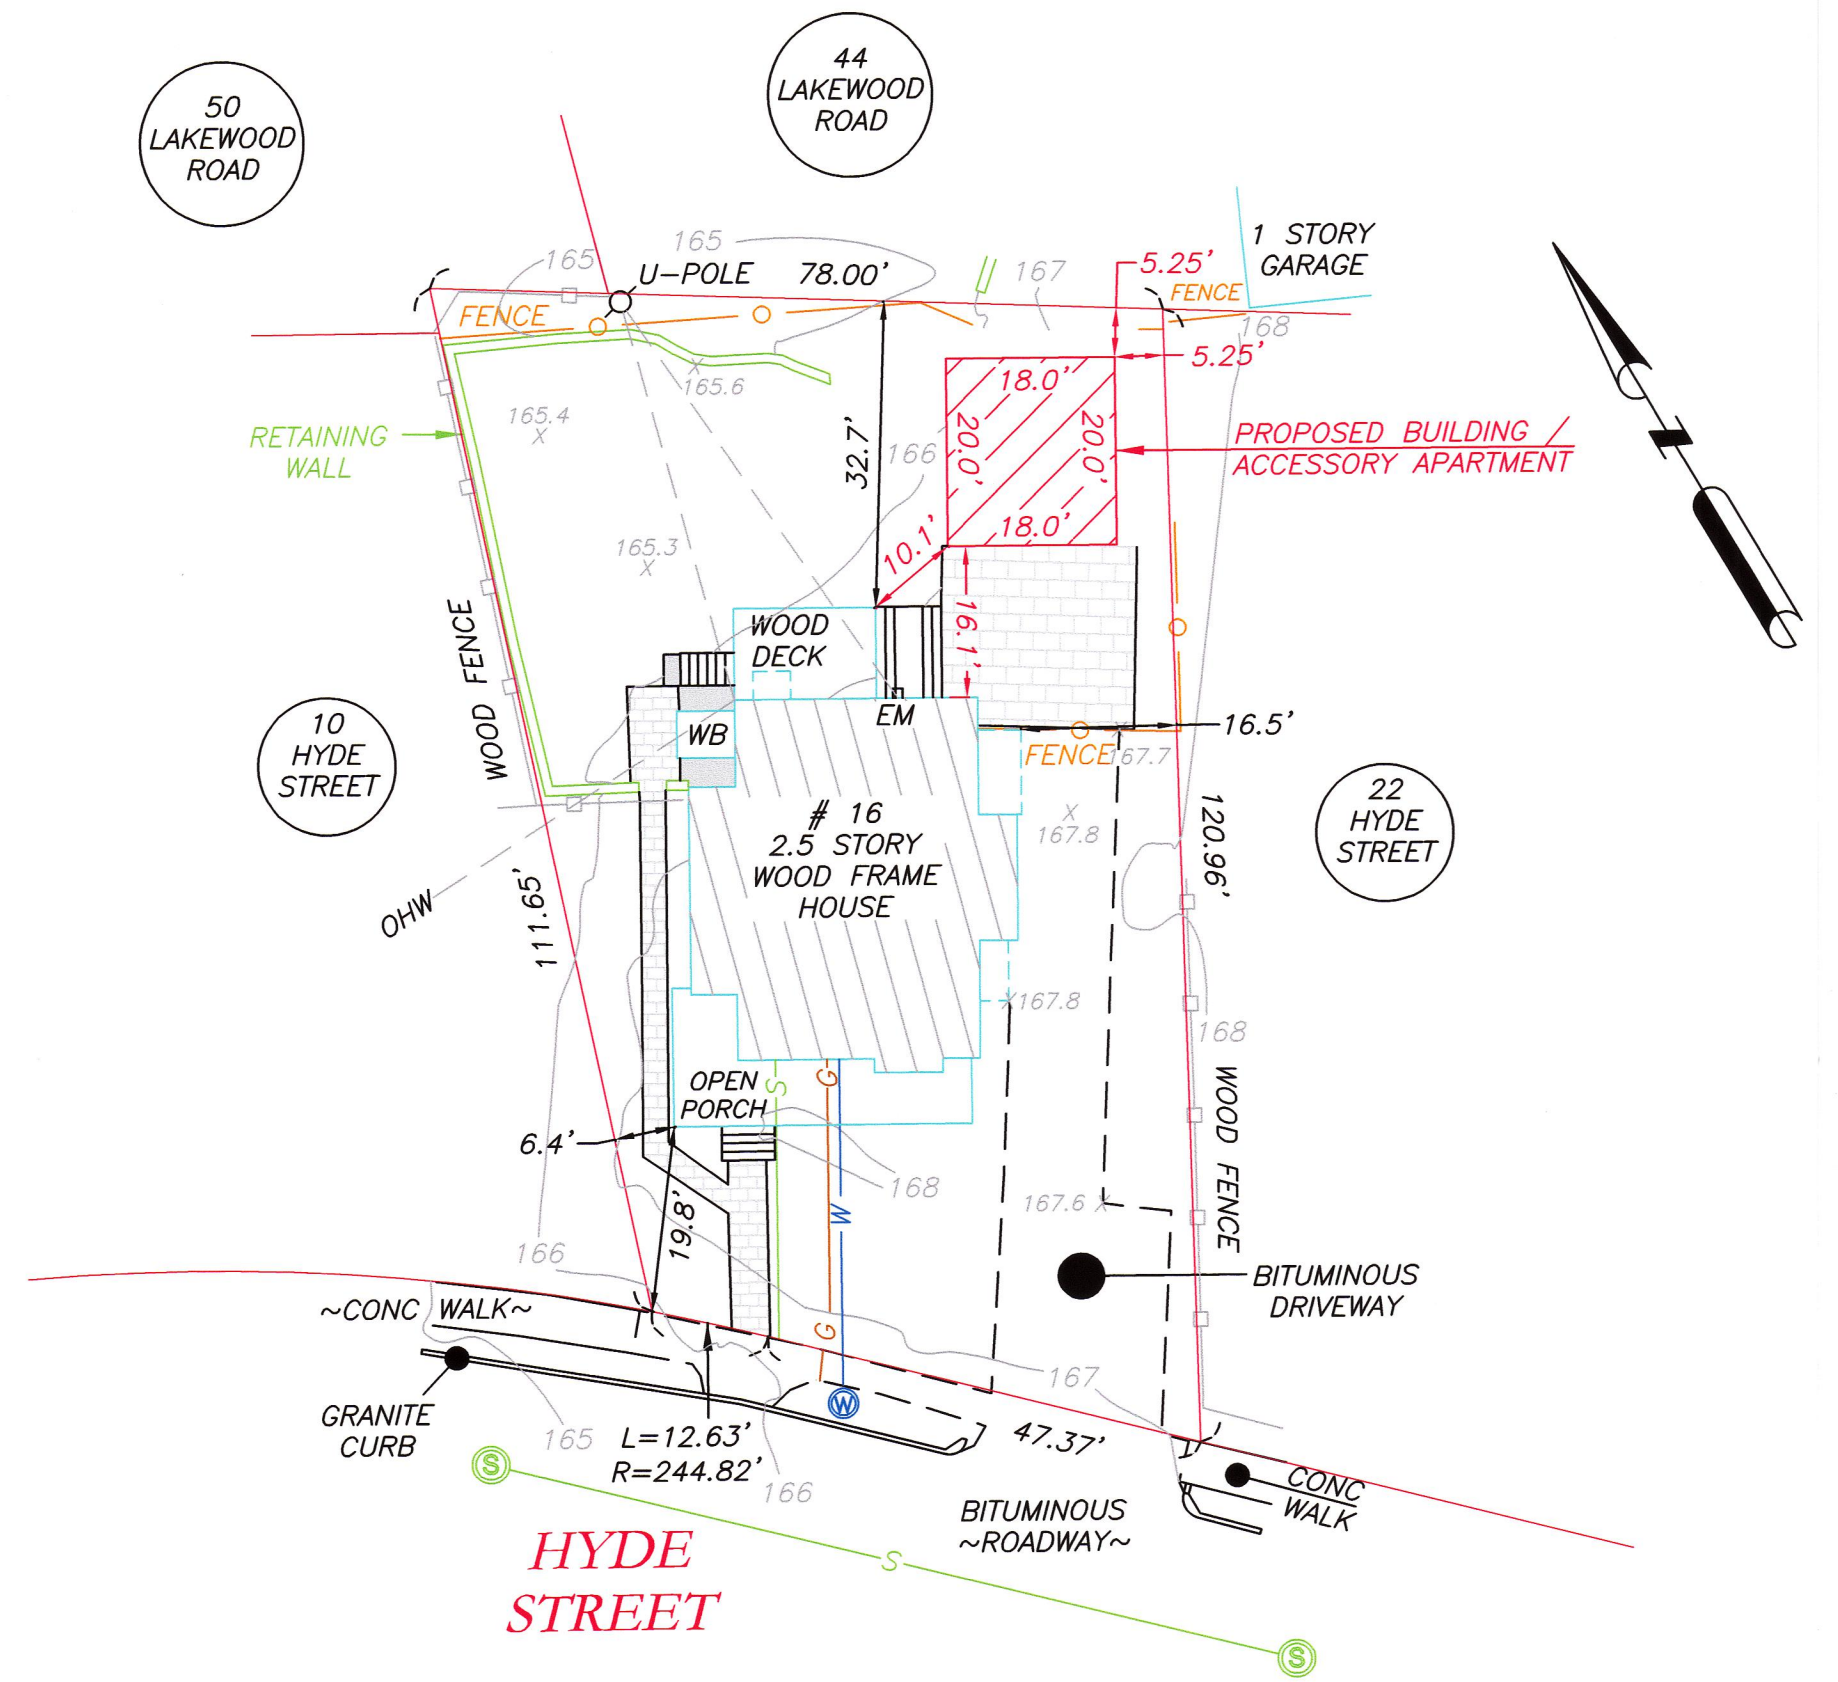 44
LAKEWOOD
ROAD
50
LAKEWOOD
ROAD
1 STORY
GARAGE
165
165
U-POLE
78.00'
167
5.25'
FENCE
FENCE
168
5.25'
18.0'
165.6
165.4
RETAINING
WALL
32.7'
166
20.0'
20.0'
PROPOSED BUILDING /
ACCESSORY APARTMENT
18.0'
10.1'
165.3
16.1'
WOOD
DECK
WOOD FENCE
EM
WB
16.5'
FENCE
167.7
10
HYDE
STREET
22
HYDE
STREET
# 16
2.5 STORY
WOOD FRAME
HOUSE
167.8
120.96'
OHW
111.65'
167.8
168
OPEN
PORCH
S
G
WOOD FENCE
6.4'
168
167.6
19.8'
W
166
BITUMINOUS
DRIVEWAY
~CONC WALK~
G
167
W
GRANITE
CURB
165
L=12.63'
R=244.82'
47.37'
S
166
CONC
WALK
BITUMINOUS
~ROADWAY~
HYDE
STREET
S
S